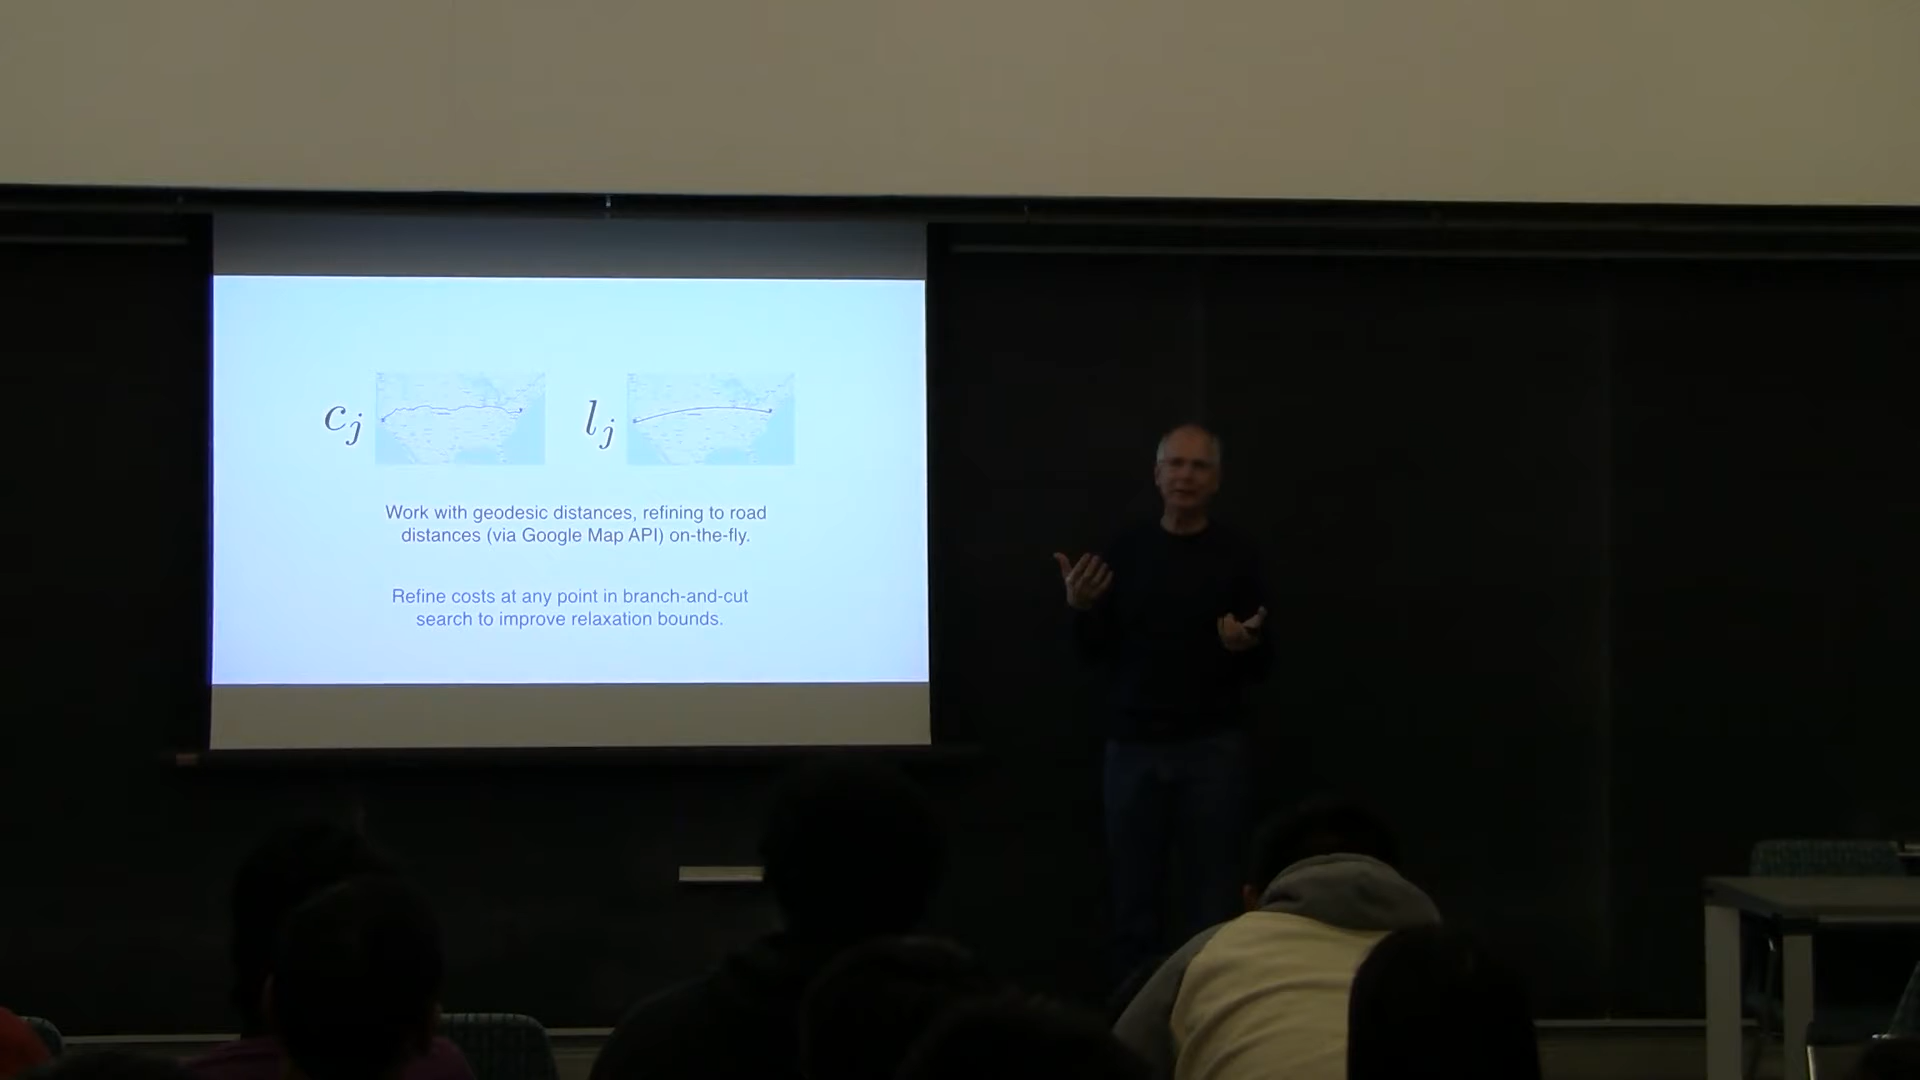 c_j l_j
Work with geodesic distances, refining to road
distances (via Google Map API) on-the-fly.
Refine costs at any point in branch-and-cut
search to improve relaxation bounds.